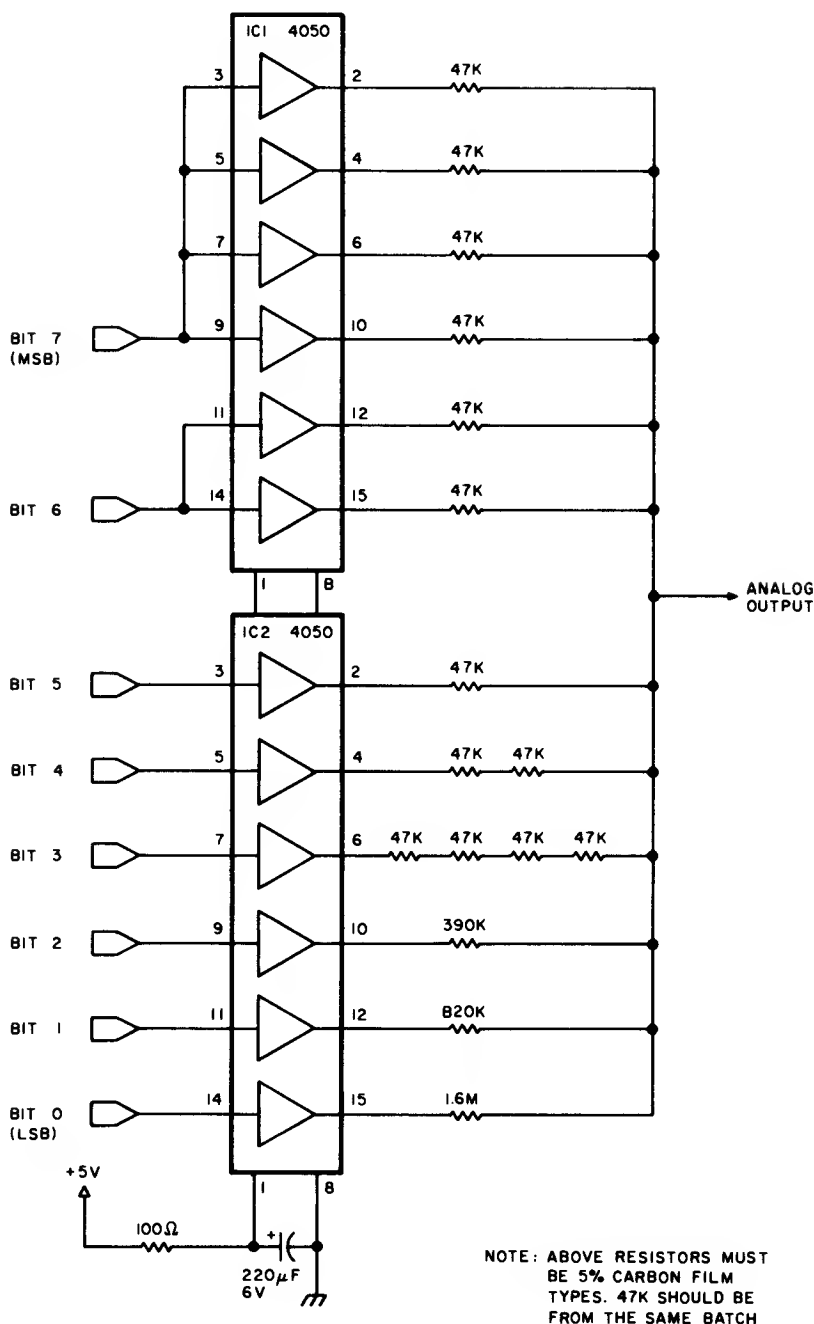 IC1 4050
3 2 47K
5 4 47K
7 6 47K
BIT 7 9 10 47K
(MSB)
11 12 47K
BIT 6 14 15 47K
1 8
ANALOG
OUTPUT
IC2 4050
BIT 5 3 2 47K
BIT 4 5 4 47K 47K
BIT 3 7 6 47K 47K 47K 47K
BIT 2 9 10 390K
BIT 1 11 12 820K
BIT 0 14 15 1.6M
(LSB)
+5V
1 8
100Ω
+
220µF
6V
NOTE: ABOVE RESISTORS MUST
BE 5% CARBON FILM
TYPES. 47K SHOULD BE
FROM THE SAME BATCH